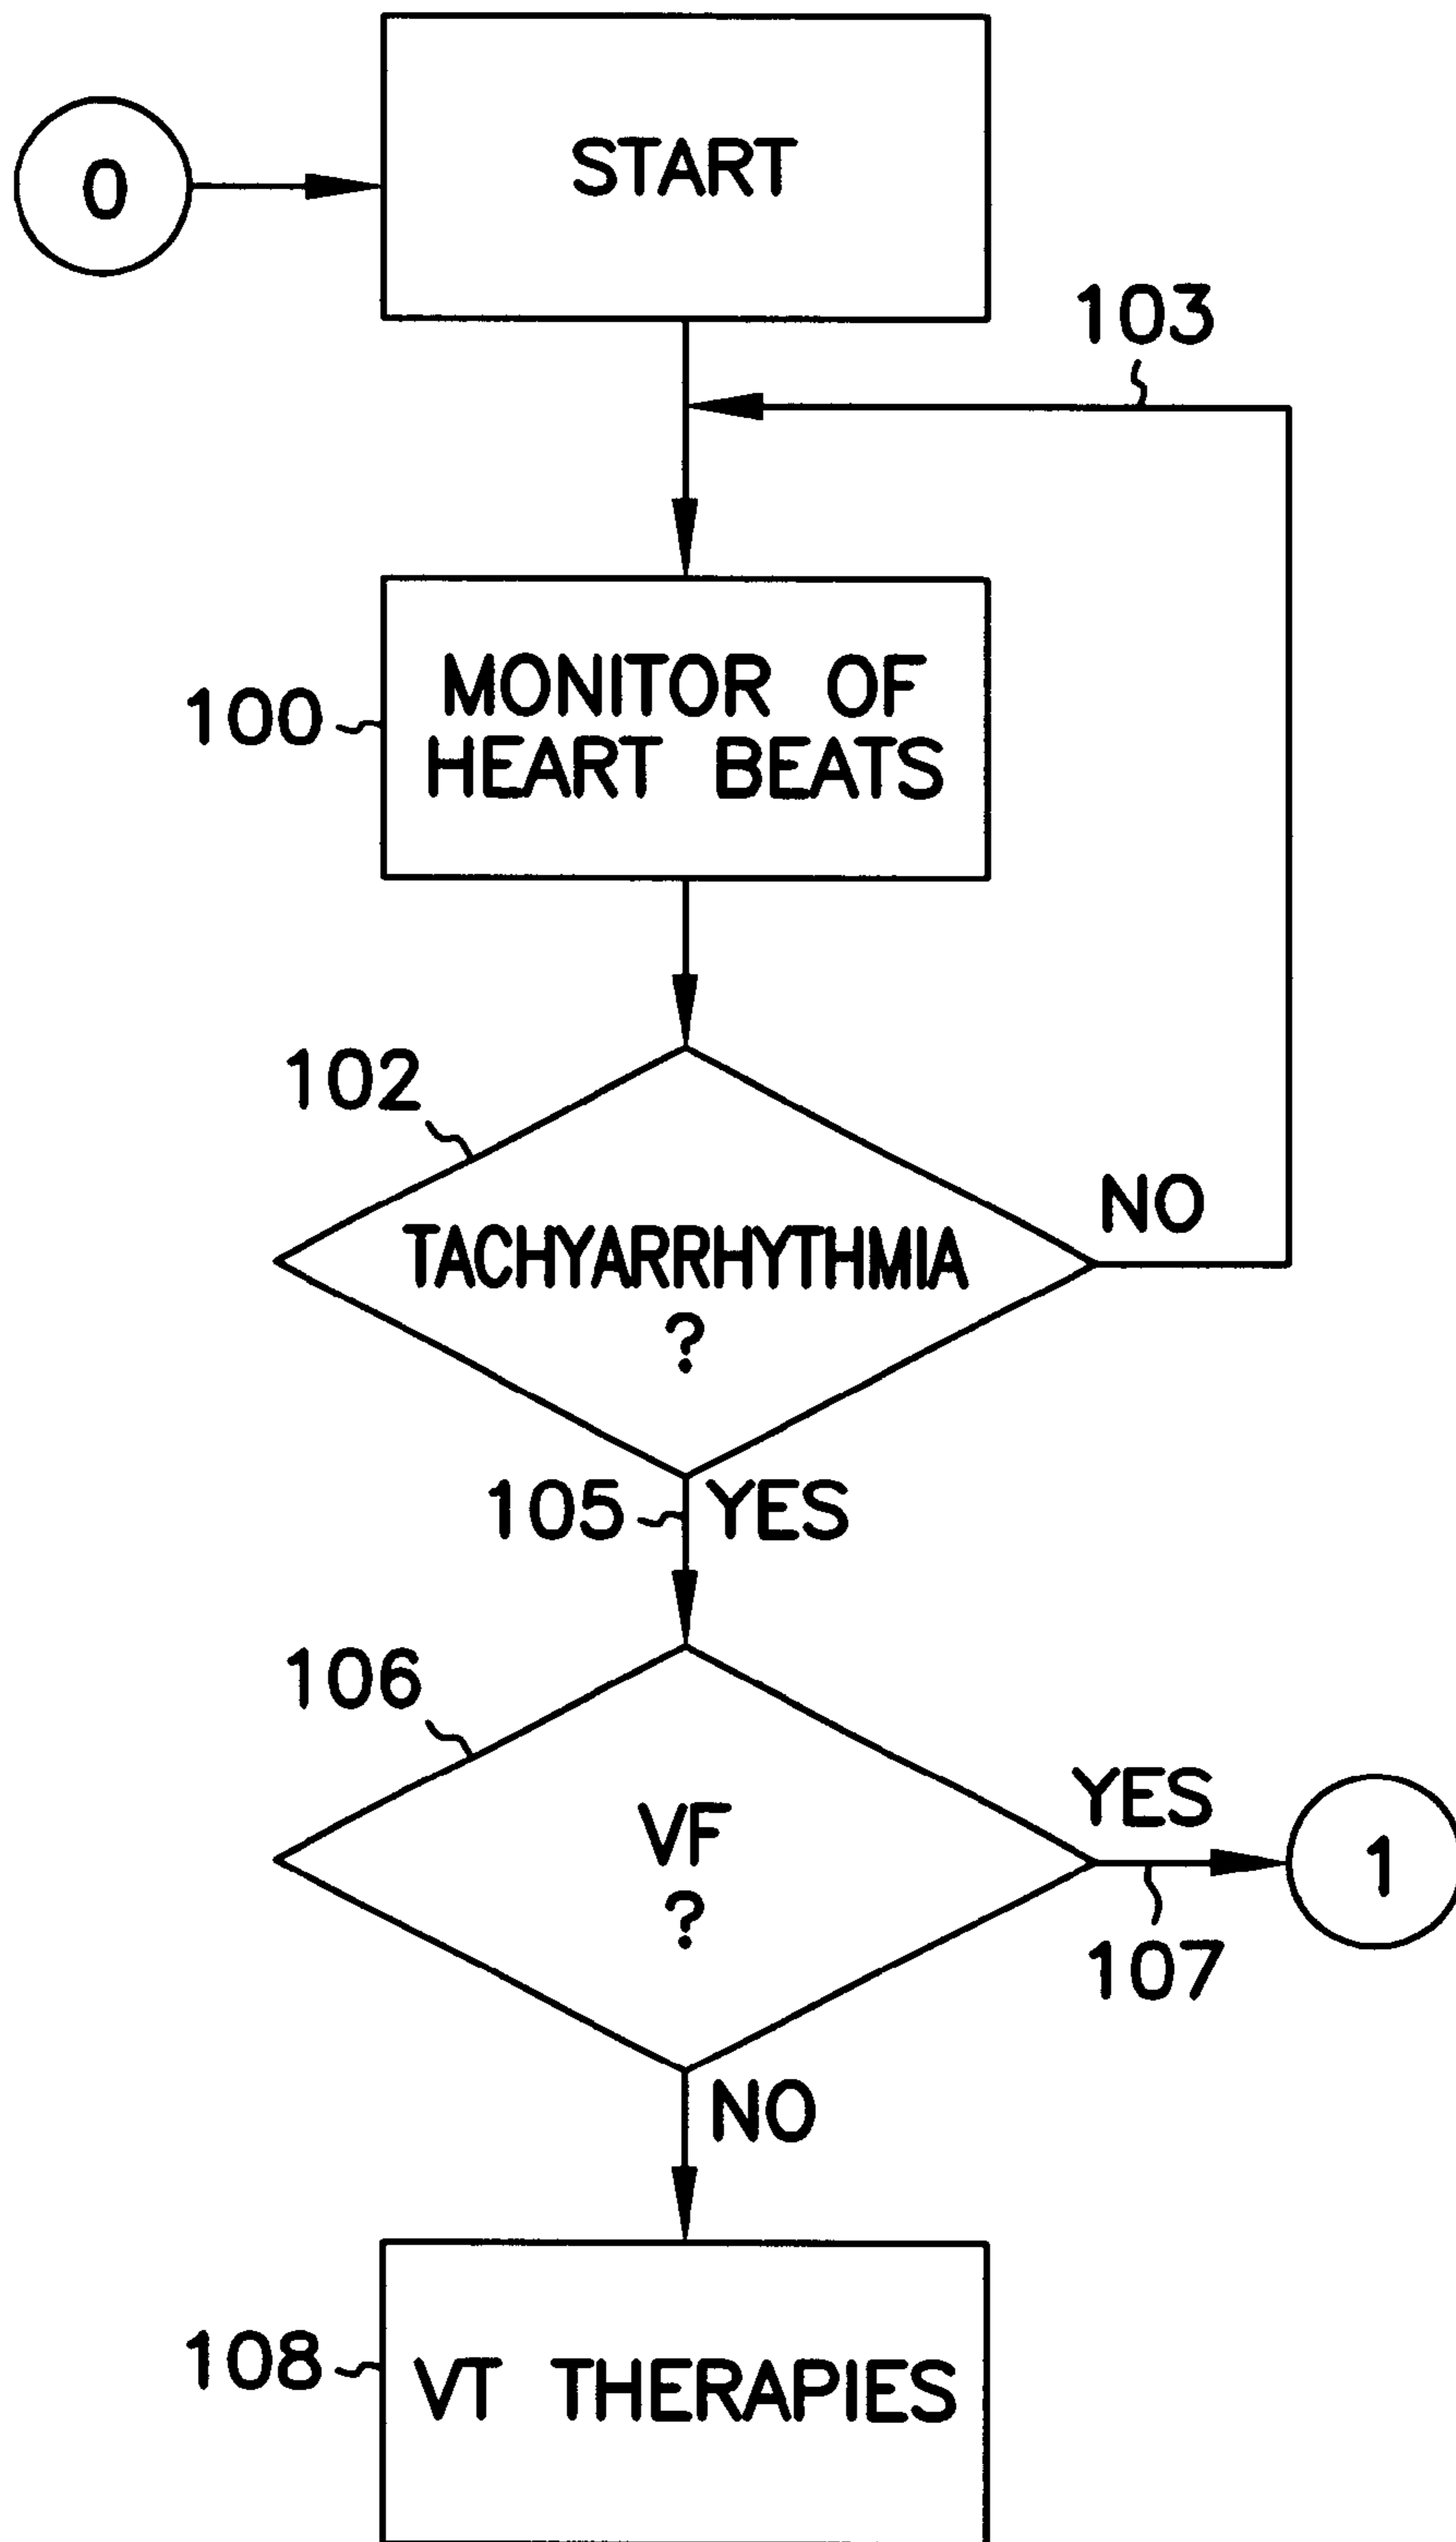 0
START
103
100
MONITOR OF
HEART BEATS
102
TACHYARRHYTHMIA
?
NO
105
YES
106
VF
?
YES
1
107
NO
108
VT THERAPIES